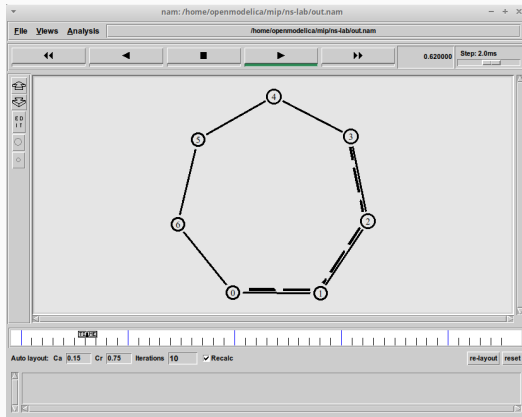 nam: /home/openmodelica/mip/ns-lab/out.nam
File Views Analysis /home/openmodelica/mip/ns-lab/out.nam
0.620000 Step: 2.0ms
4
3
5
2
6
0
1
Auto layout: Ca 0.15 Cr 0.75 Iterations 10 Recalc re-layout reset